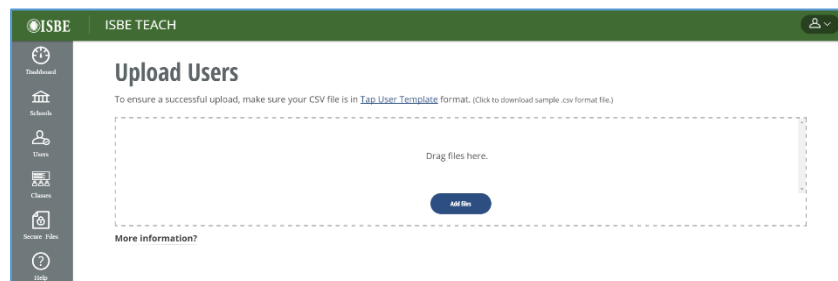 ISBE
ISBE TEACH
Dashboard
Schools
Users
Classes
Secure Files
Help
Upload Users
To ensure a successful upload, make sure your CSV file is in Tap User Template format. (Click to download sample .csv format file.)
Drag files here.
Add files
More information?